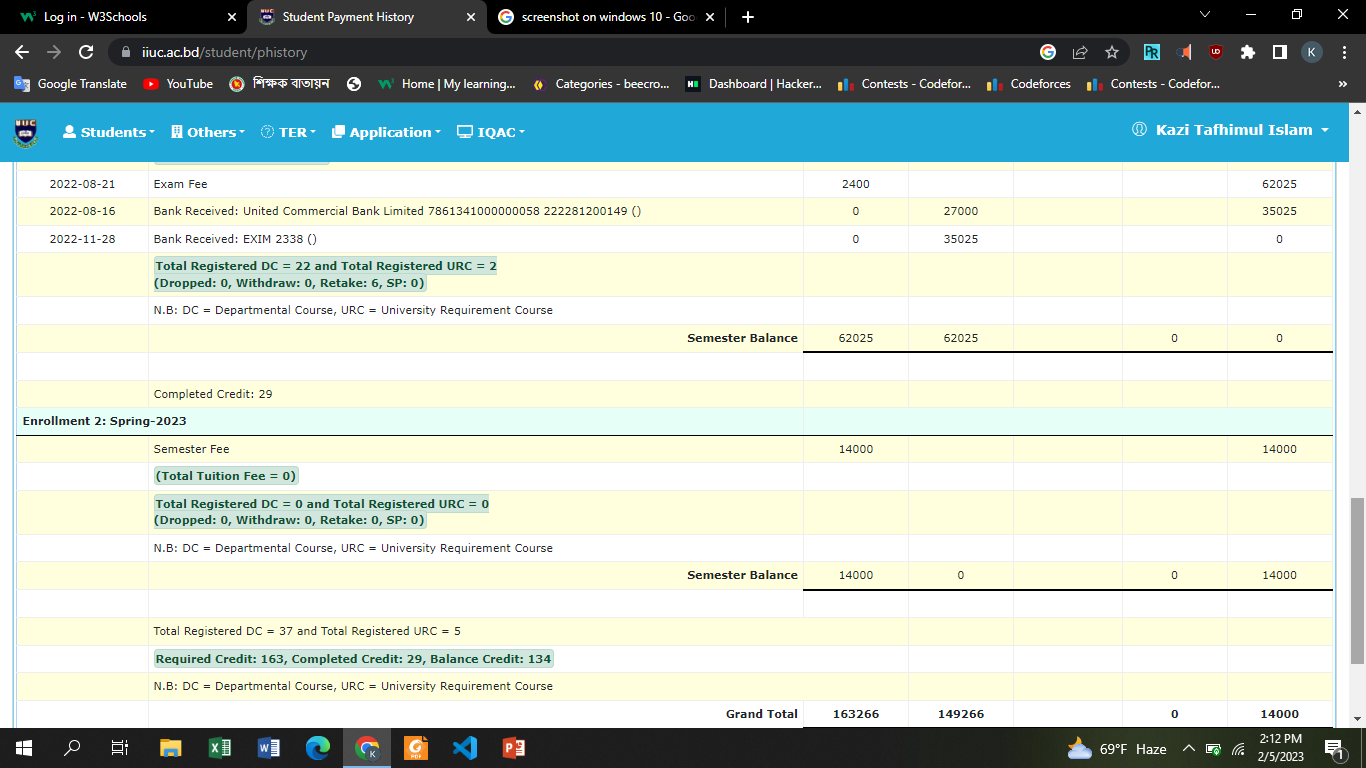 Log in - W3Schools
Student Payment History
screenshot on windows 10 - Goo
iiuc.ac.bd/student/phistory
K
Google Translate YouTube শিক্ষক বাতায়ন Home | My learning... Categories - beecro... Dashboard | Hacker... Contests - Codefor... Codeforces Contests - Codefor... »
IIUC Students Others TER Application IQAC Kazi Tafhimul Islam
2022-08-21 Exam Fee 2400 62025
2022-08-16 Bank Received: United Commercial Bank Limited 7861341000000058 222281200149 () 0 27000 35025
2022-11-28 Bank Received: EXIM 2338 () 0 35025 0
Total Registered DC = 22 and Total Registered URC = 2
(Dropped: 0, Withdraw: 0, Retake: 6, SP: 0)
N.B: DC = Departmental Course, URC = University Requirement Course
Semester Balance 62025 62025 0 0
Completed Credit: 29
Enrollment 2: Spring-2023
Semester Fee 14000 14000
(Total Tuition Fee = 0)
Total Registered DC = 0 and Total Registered URC = 0
(Dropped: 0, Withdraw: 0, Retake: 0, SP: 0)
N.B: DC = Departmental Course, URC = University Requirement Course
Semester Balance 14000 0 0 14000
Total Registered DC = 37 and Total Registered URC = 5
Required Credit: 163, Completed Credit: 29, Balance Credit: 134
N.B: DC = Departmental Course, URC = University Requirement Course
Grand Total 163266 149266 0 14000
69°F Haze
2:12 PM
2/5/2023
1